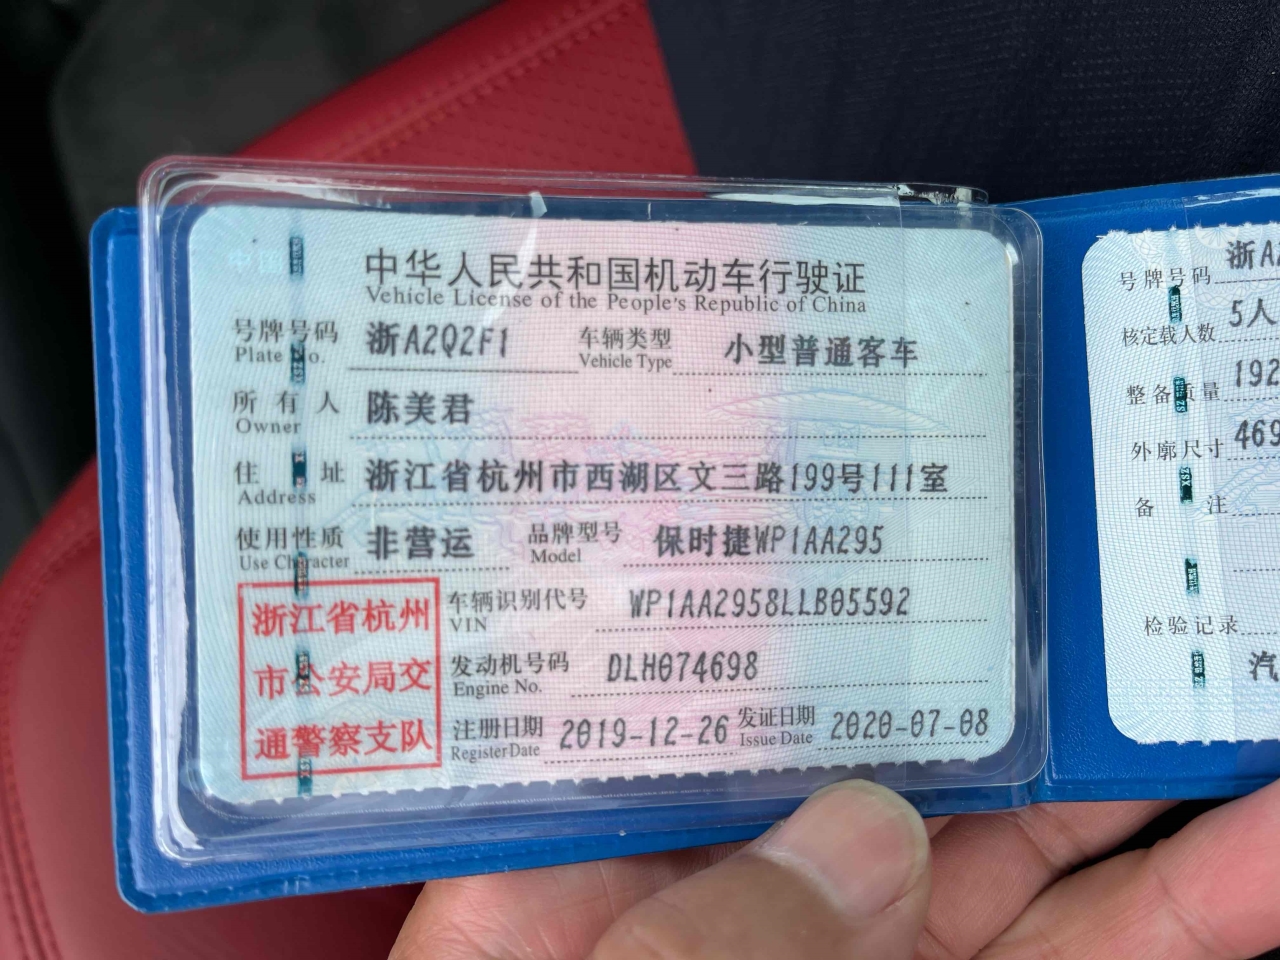 中华人民共和国机动车行驶证
Vehicle License of the People's Republic of China
号牌号码 浙A2Q2F1 车辆类型 小型普通客车
Plate No. Vehicle Type
所有人 陈美君
Owner
住址 浙江省杭州市西湖区文三路199号111室
Address
使用性质 非营运 品牌型号 保时捷WP1AA295
Use Character Model
浙江省杭州
市公安局交
通警察支队
车辆识别代号 WP1AA2958LLB05592
VIN
发动机号码 DLH074698
Engine No.
注册日期 2019-12-26 发证日期 2020-07-08
Register Date Issue Date
号牌号码 浙A2
核定载人数 5人
整备质量 192
外廓尺寸 469
备注
检验记录
汽